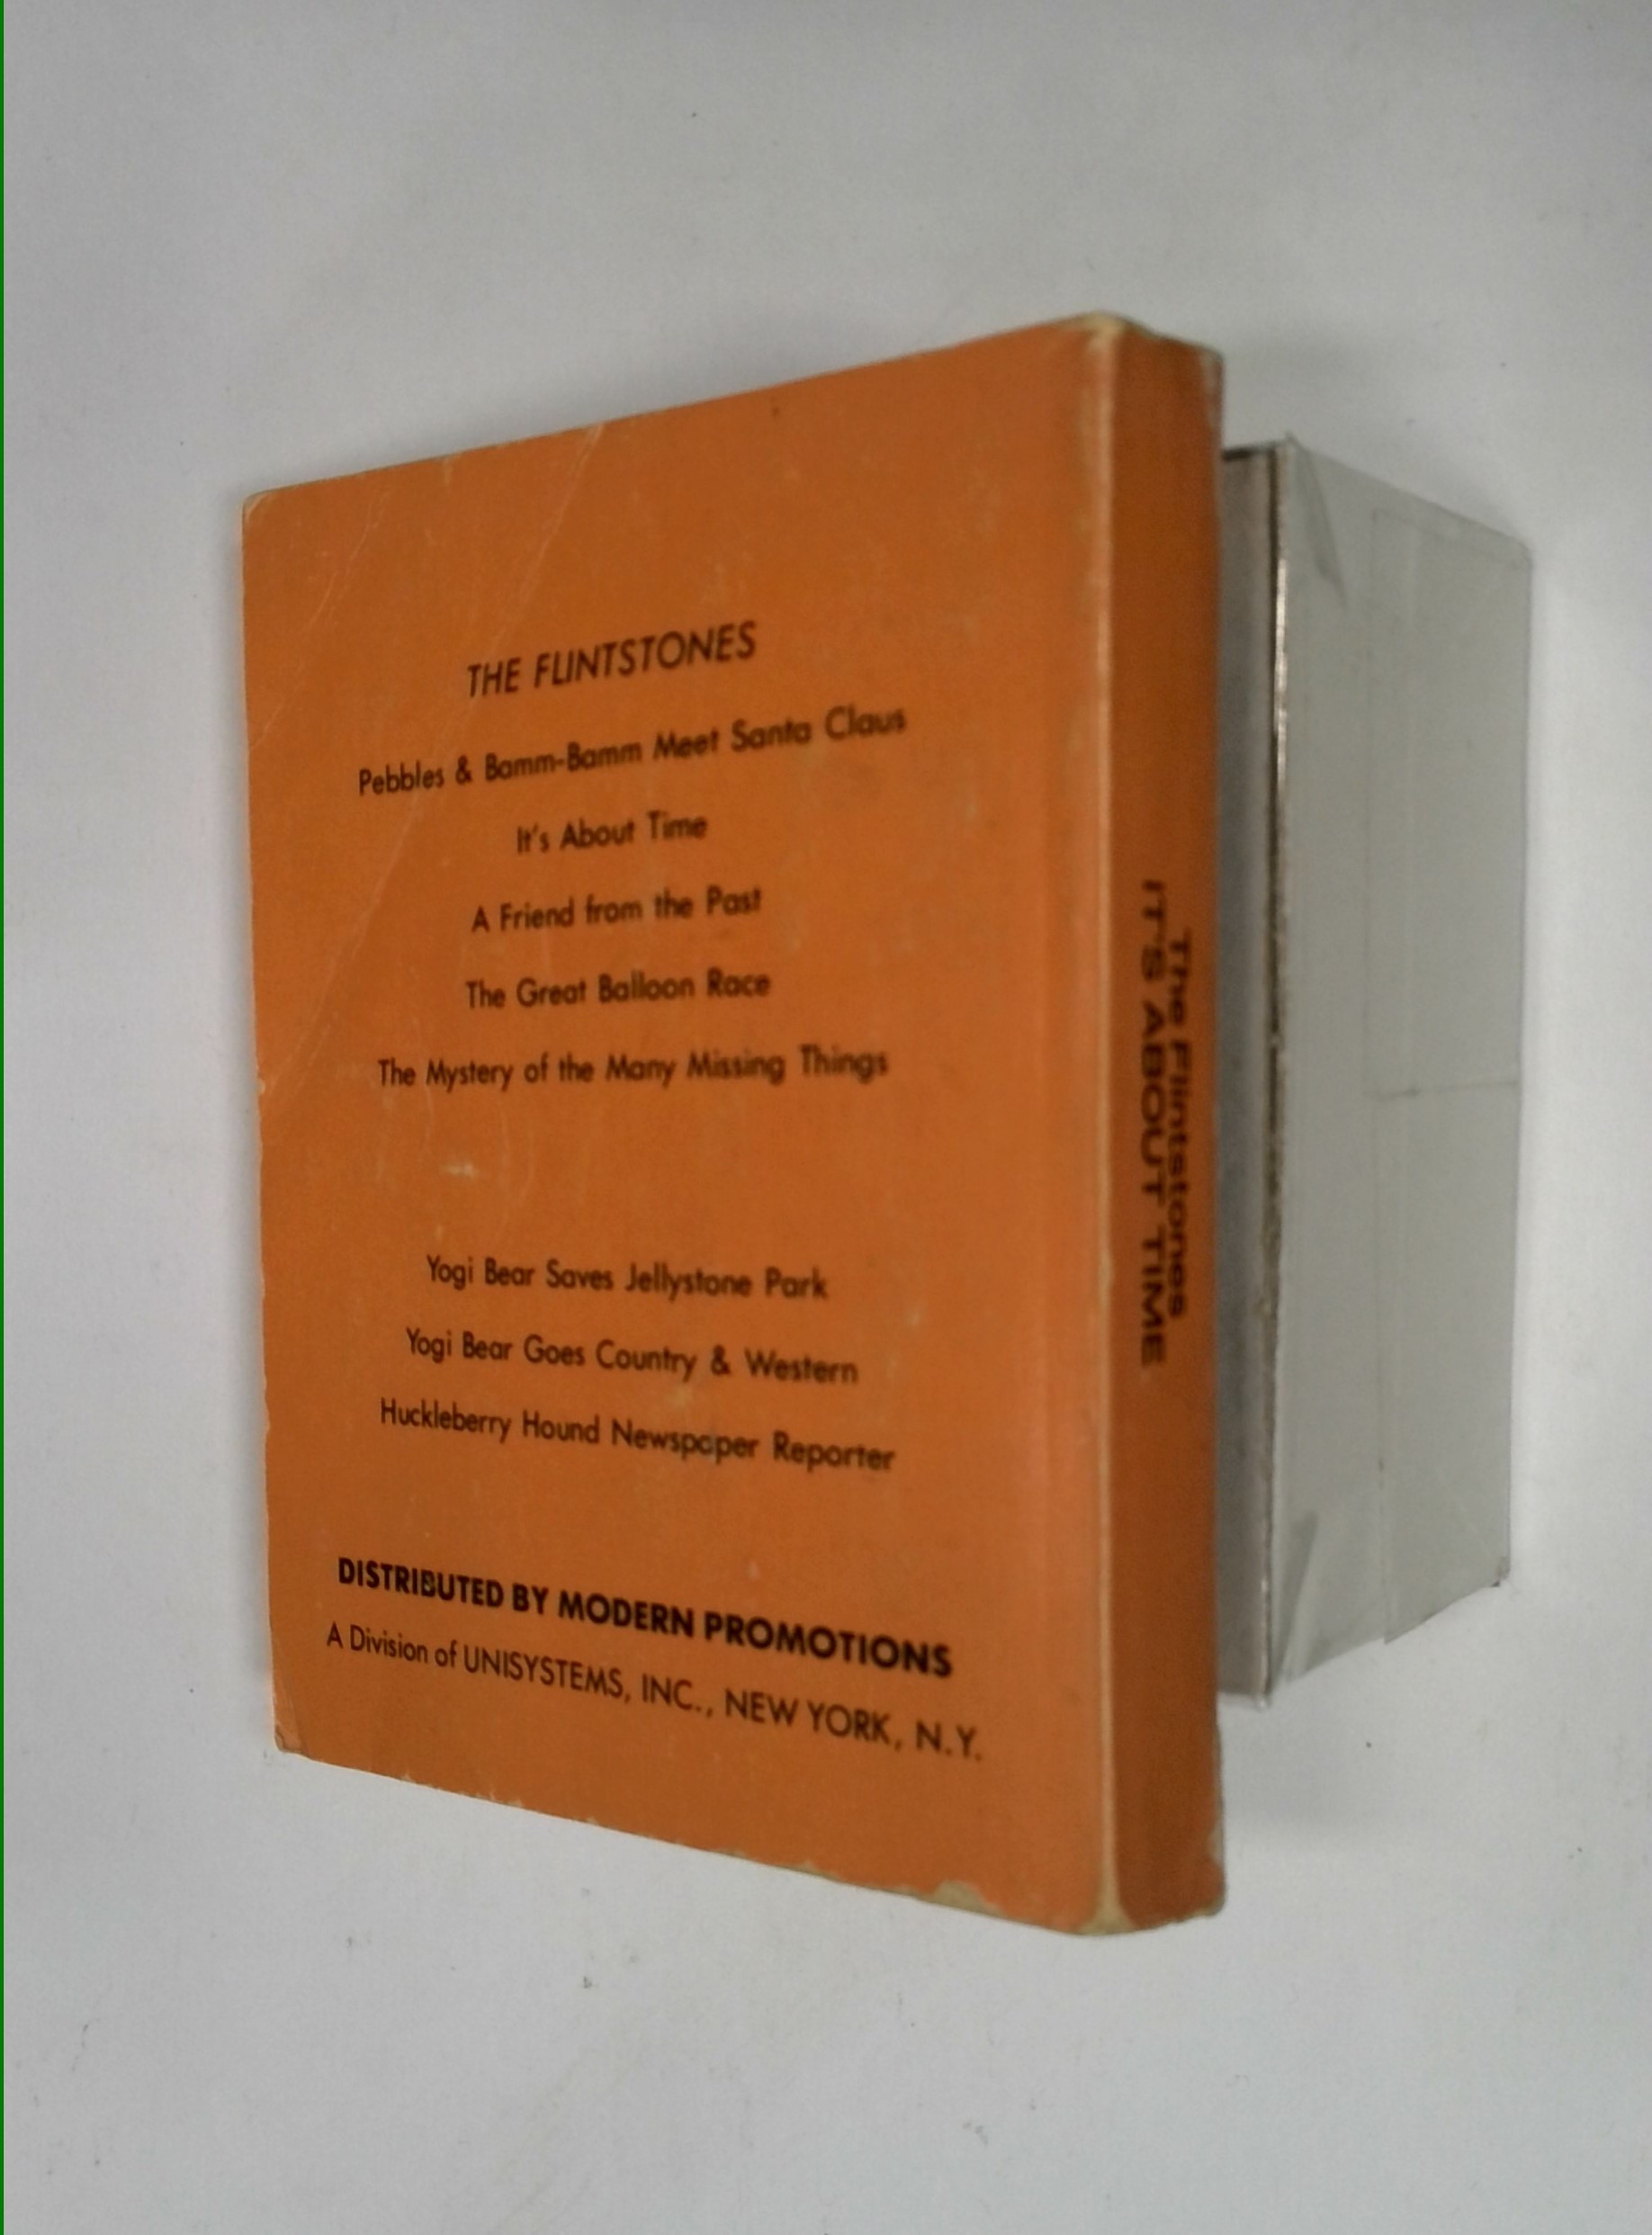 THE FLINTSTONES
Pebbles & Bamm-Bamm Meet Santa Claus
It's About Time
A Friend from the Past
The Great Balloon Race
The Mystery of the Many Missing Things
Yogi Bear Saves Jellystone Park
Yogi Bear Goes Country & Western
Huckleberry Hound Newspaper Reporter
DISTRIBUTED BY MODERN PROMOTIONS
A Division of UNISYSTEMS, INC., NEW YORK, N.Y.
The Flintstones
IT'S ABOUT TIME